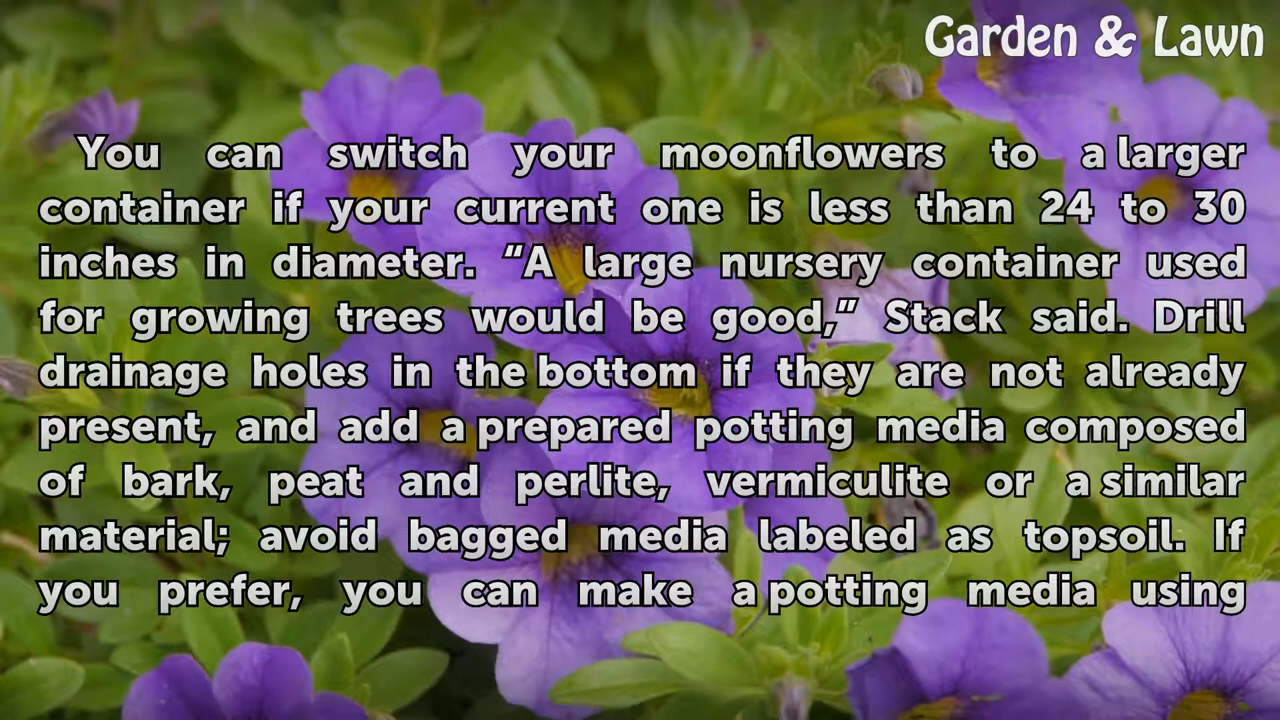 Garden & Lawn
You can switch your moonflowers to a larger
container if your current one is less than 24 to 30
inches in diameter. “A large nursery container used
for growing trees would be good,” Stack said. Drill
drainage holes in the bottom if they are not already
present, and add a prepared potting media composed
of bark, peat and perlite, vermiculite or a similar
material; avoid bagged media labeled as topsoil. If
you prefer, you can make a potting media using